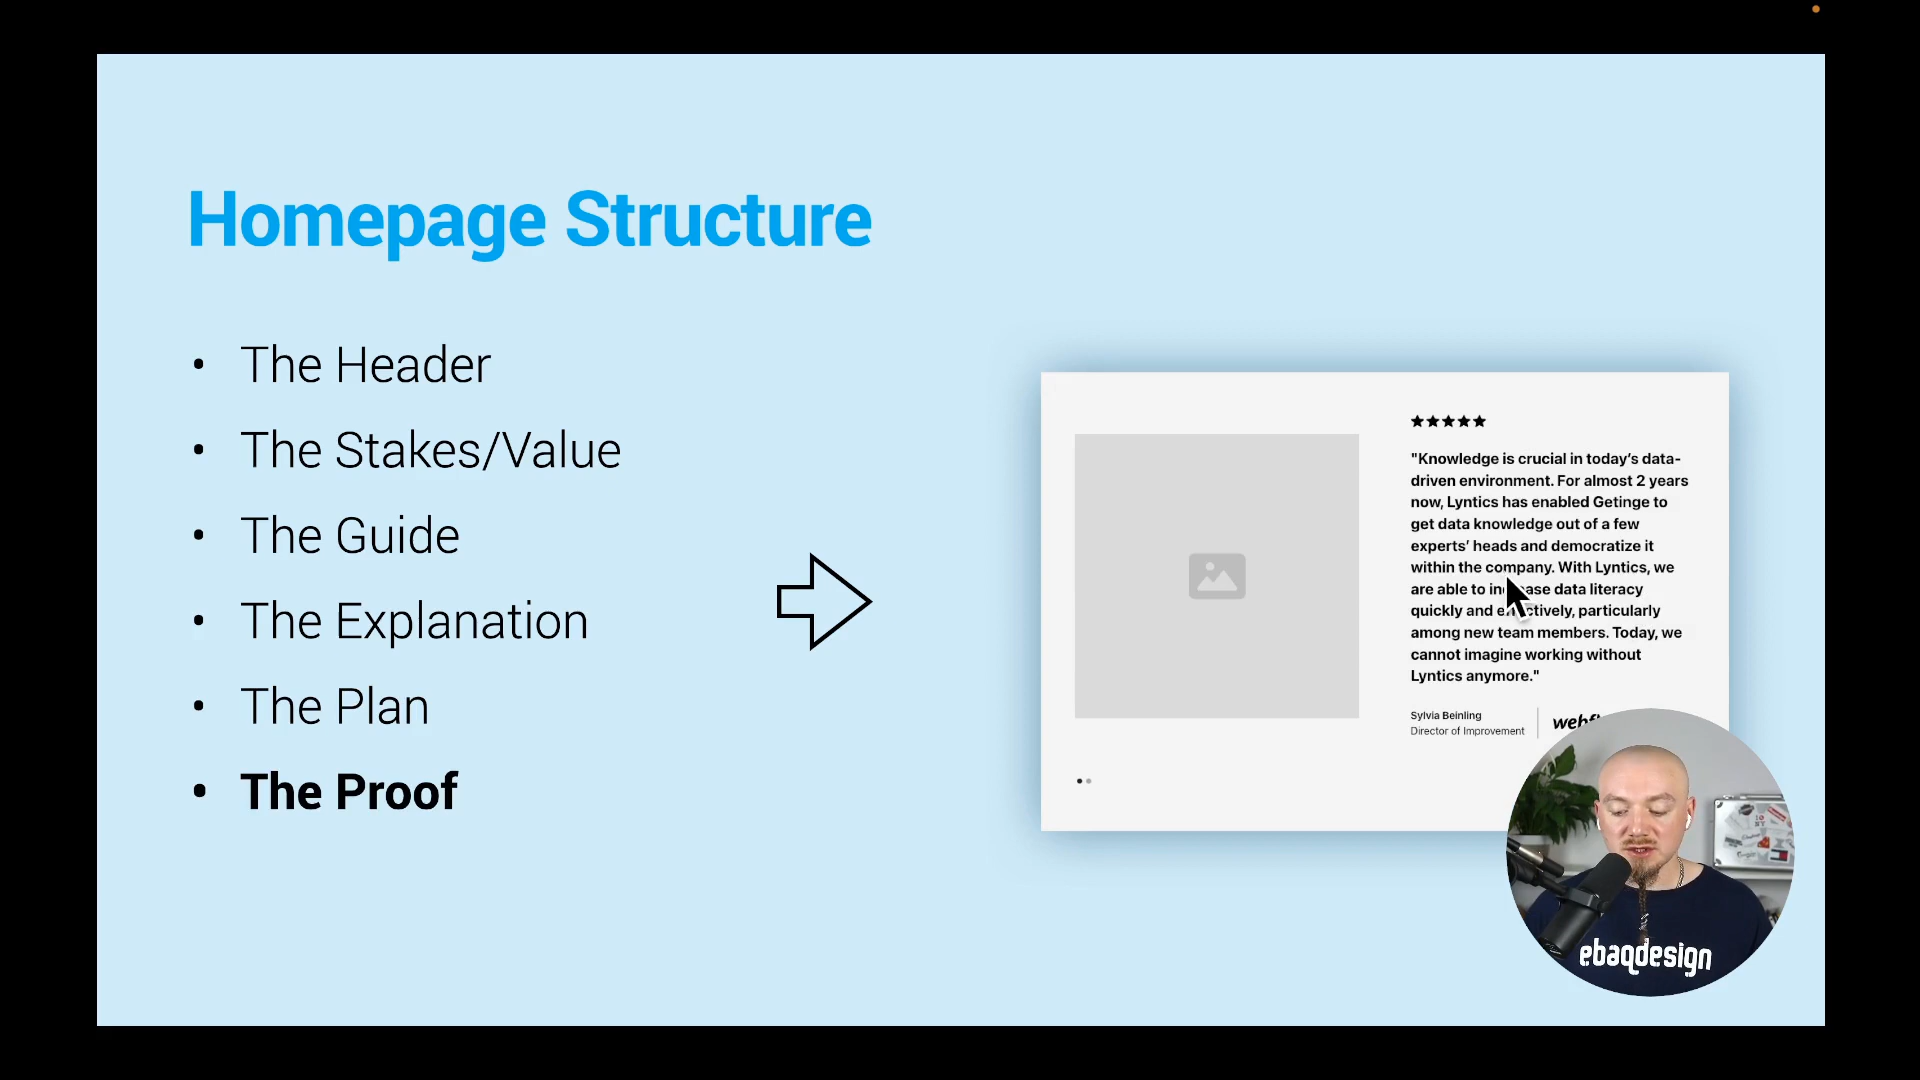 Homepage Structure
• The Header
• The Stakes/Value
• The Guide
• The Explanation
• The Plan
• The Proof
★★★★★
"Knowledge is crucial in today's data-
driven environment. For almost 2 years
now, Lyntics has enabled Getinge to
get data knowledge out of a few
experts' heads and democratize it
within the company. With Lyntics, we
are able to data literacy
quickly and particularly
among new team members. Today, we
cannot imagine working without
Lyntics anymore."
Sylvia Beinling
Director of Improvement
ebaqdesign